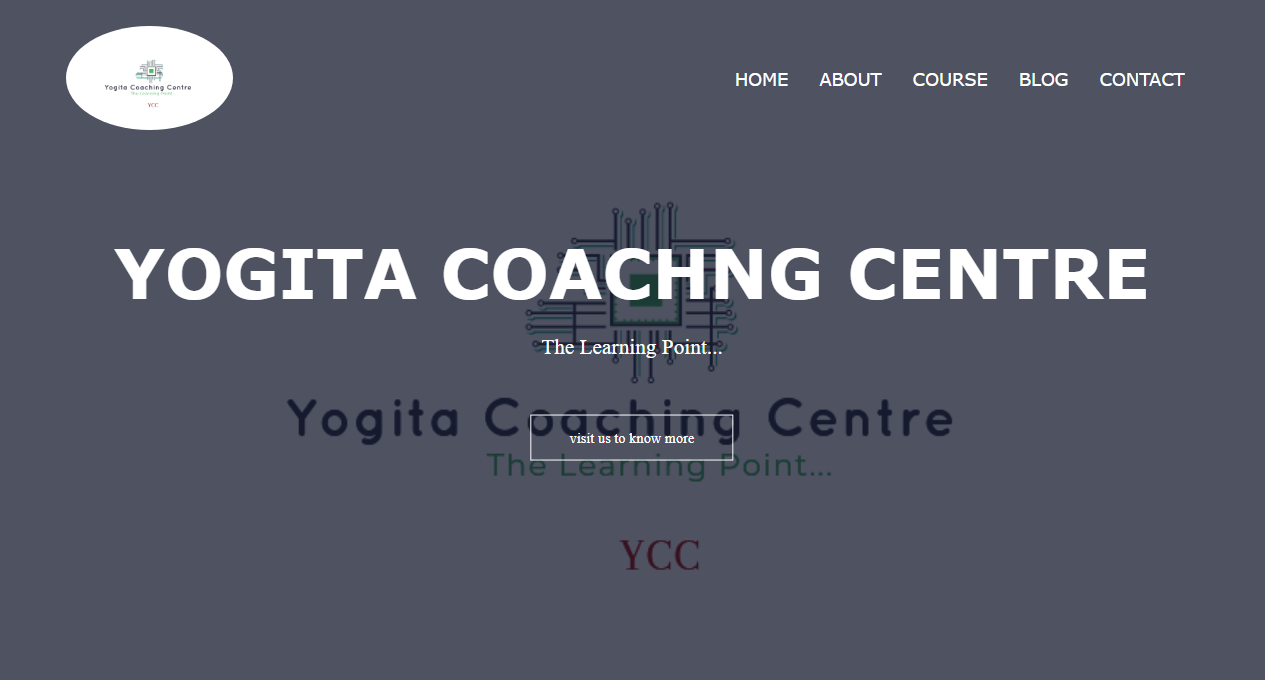 Yogita Coaching Centre
The Learning Point...
YCC
HOME ABOUT COURSE BLOG CONTACT
YOGITA COACHNG CENTRE
The Learning Point...
Yogita Coaching Centre
visit us to know more
The Learning Point...
YCC